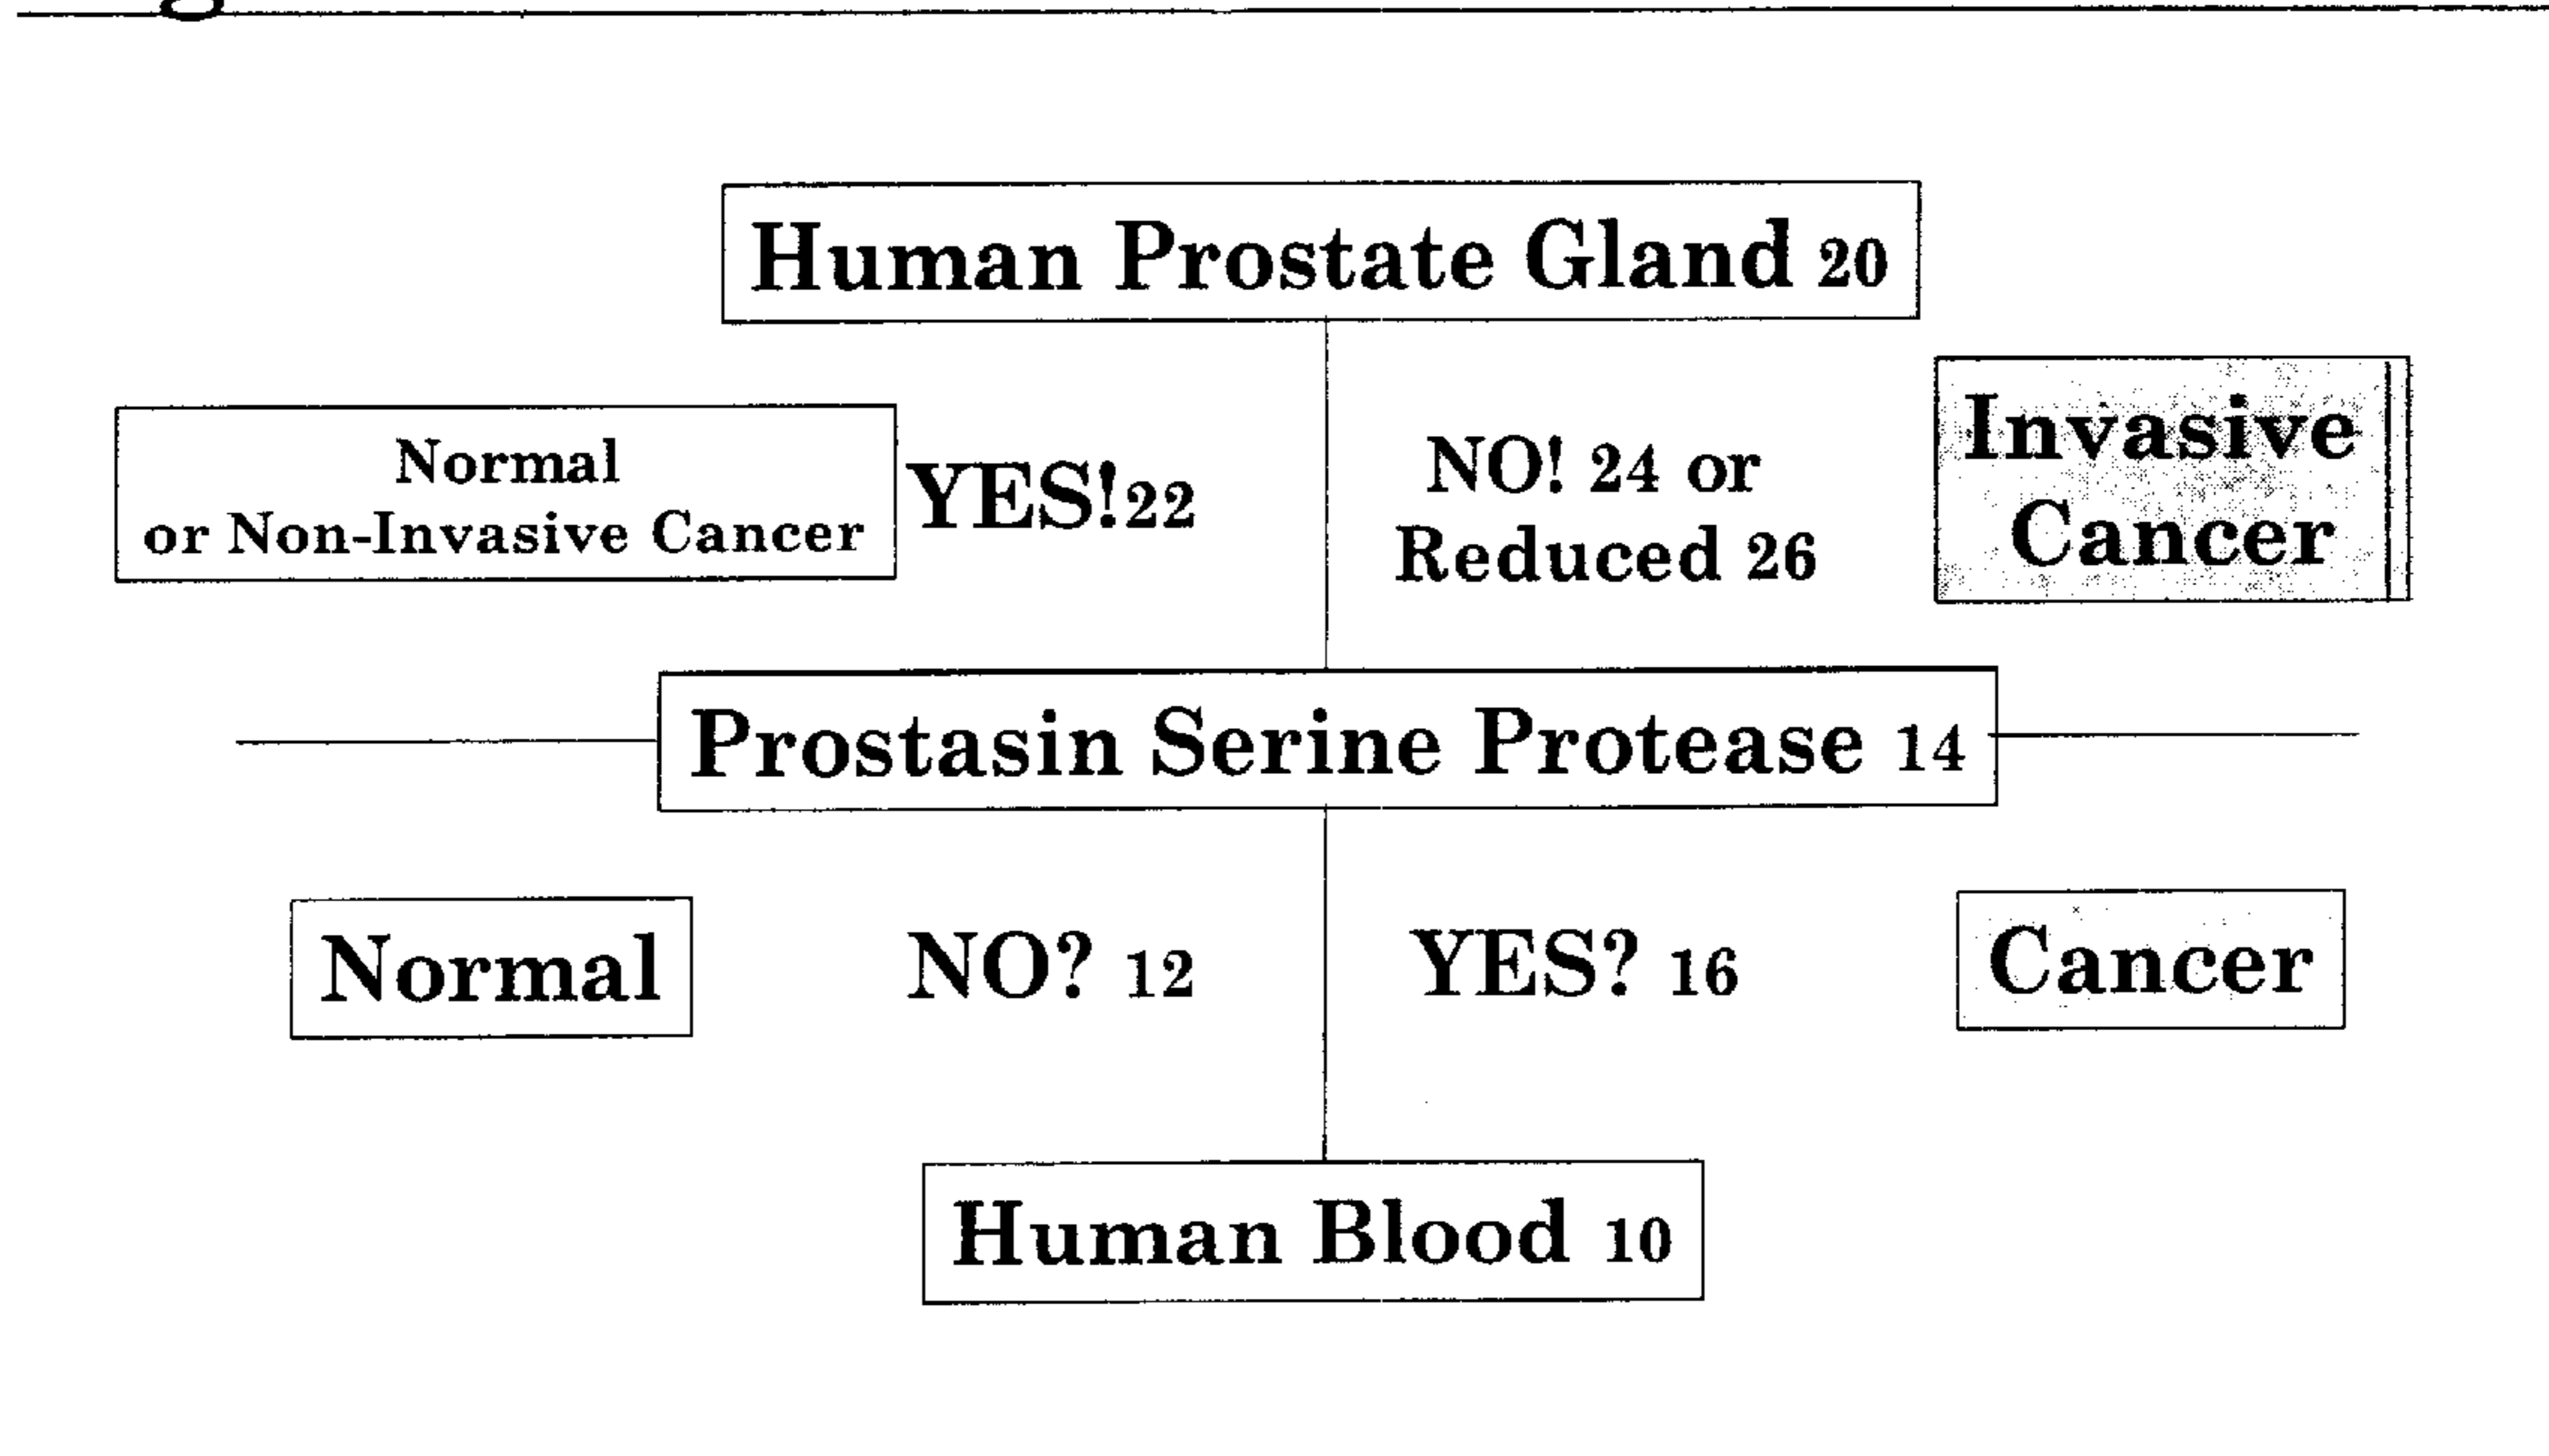 Human Prostate Gland 20
Normal
or Non-Invasive Cancer
YES!22
NO! 24 or
Reduced 26
Invasive
Cancer
Prostasin Serine Protease 14
Normal
NO? 12
YES? 16
Cancer
Human Blood 10